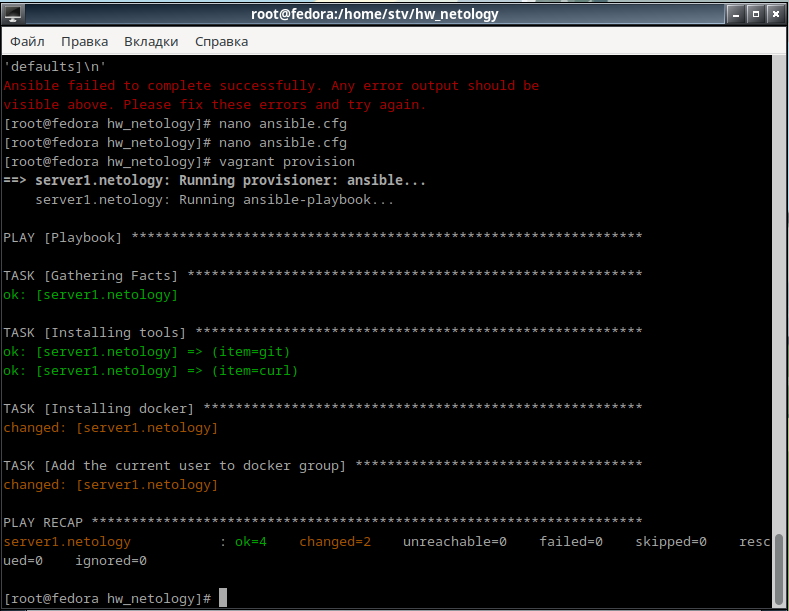 root@fedora:/home/stv/hw_netology
Файл Правка Вкладки Справка
'defaults]\n'
Ansible failed to complete successfully. Any error output should be
visible above. Please fix these errors and try again.
[root@fedora hw_netology]# nano ansible.cfg
[root@fedora hw_netology]# nano ansible.cfg
[root@fedora hw_netology]# vagrant provision
==> server1.netology: Running provisioner: ansible...
    server1.netology: Running ansible-playbook...
PLAY [Playbook] ****************************************************************
TASK [Gathering Facts] *********************************************************
ok: [server1.netology]
TASK [Installing tools] ********************************************************
ok: [server1.netology] => (item=git)
ok: [server1.netology] => (item=curl)
TASK [Installing docker] *******************************************************
changed: [server1.netology]
TASK [Add the current user to docker group] ************************************
changed: [server1.netology]
PLAY RECAP *********************************************************************
server1.netology           : ok=4    changed=2    unreachable=0    failed=0    skipped=0    resc
ued=0    ignored=0
[root@fedora hw_netology]#